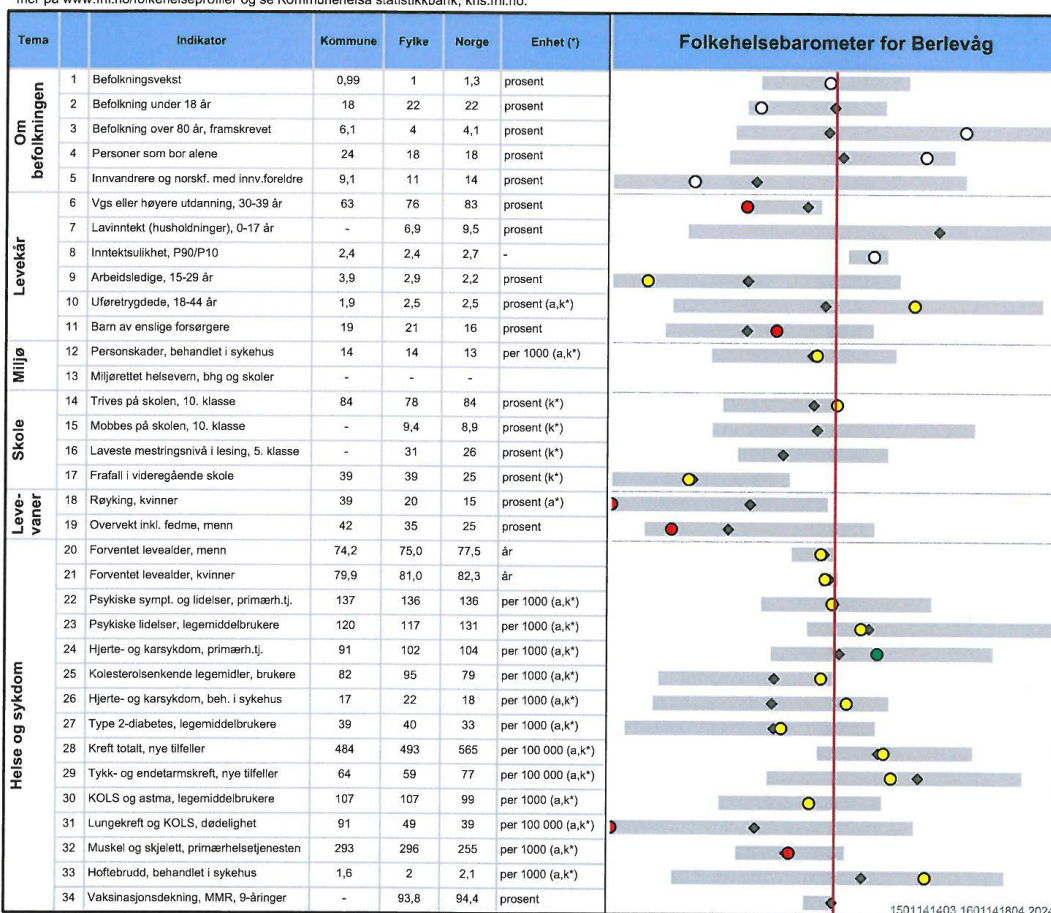 mer på www.fhi.no/folkehelseprofiler og se Kommunehelsa statistikkbank, khs.fhi.no.
Tema Indikator Kommune Fylke Norge Enhet (*) Folkehelsebarometer for Berlevåg
Om befolkningen
1 Befolkningsvekst 0,99 1 1,3 prosent
2 Befolkning under 18 år 18 22 22 prosent
3 Befolkning over 80 år, framskrevet 6,1 4 4,1 prosent
4 Personer som bor alene 24 18 18 prosent
5 Innvandrere og norskf. med innv.foreldre 9,1 11 14 prosent
Levekår
6 Vgs eller høyere utdanning, 30-39 år 63 76 83 prosent
7 Lavinntekt (husholdninger), 0-17 år - 6,9 9,5 prosent
8 Inntektsulikhet, P90/P10 2,4 2,4 2,7 -
9 Arbeidsledige, 15-29 år 3,9 2,9 2,2 prosent
10 Uføretrygdede, 18-44 år 1,9 2,5 2,5 prosent (a,k*)
11 Barn av enslige forsørgere 19 21 16 prosent
Miljø
12 Personskader, behandlet i sykehus 14 14 13 per 1000 (a,k*)
13 Miljørettet helsevern, bhg og skoler - - -
Skole
14 Trives på skolen, 10. klasse 84 78 84 prosent (k*)
15 Mobbes på skolen, 10. klasse - 9,4 8,9 prosent (k*)
16 Laveste mestringsnivå i lesing, 5. klasse - 31 26 prosent (k*)
17 Frafall i videregående skole 39 39 25 prosent (k*)
Leve-
vaner
18 Røyking, kvinner 39 20 15 prosent (a*)
19 Overvekt inkl. fedme, menn 42 35 25 prosent
Helse og sykdom
20 Forventet levealder, menn 74,2 75,0 77,5 år
21 Forventet levealder, kvinner 79,9 81,0 82,3 år
22 Psykiske sympt. og lidelser, primærh.tj. 137 136 136 per 1000 (a,k*)
23 Psykiske lidelser, legemiddelbrukere 120 117 131 per 1000 (a,k*)
24 Hjerte- og karsykdom, primærh.tj. 91 102 104 per 1000 (a,k*)
25 Kolesterolsenkende legemidler, brukere 82 95 79 per 1000 (a,k*)
26 Hjerte- og karsykdom, beh. i sykehus 17 22 18 per 1000 (a,k*)
27 Type 2-diabetes, legemiddelbrukere 39 40 33 per 1000 (a,k*)
28 Kreft totalt, nye tilfeller 484 493 565 per 100 000 (a,k*)
29 Tykk- og endetarmskreft, nye tilfeller 64 59 77 per 100 000 (a,k*)
30 KOLS og astma, legemiddelbrukere 107 107 99 per 1000 (a,k*)
31 Lungekreft og KOLS, dødelighet 91 49 39 per 100 000 (a,k*)
32 Muskel og skjelett, primærhelsetjenesten 293 296 255 per 1000 (a,k*)
33 Hoftebrudd, behandlet i sykehus 1,6 2 2,1 per 1000 (a,k*)
34 Vaksinasjonsdekning, MMR, 9-åringer - 93,8 94,4 prosent
1501141403.1601141804.2024